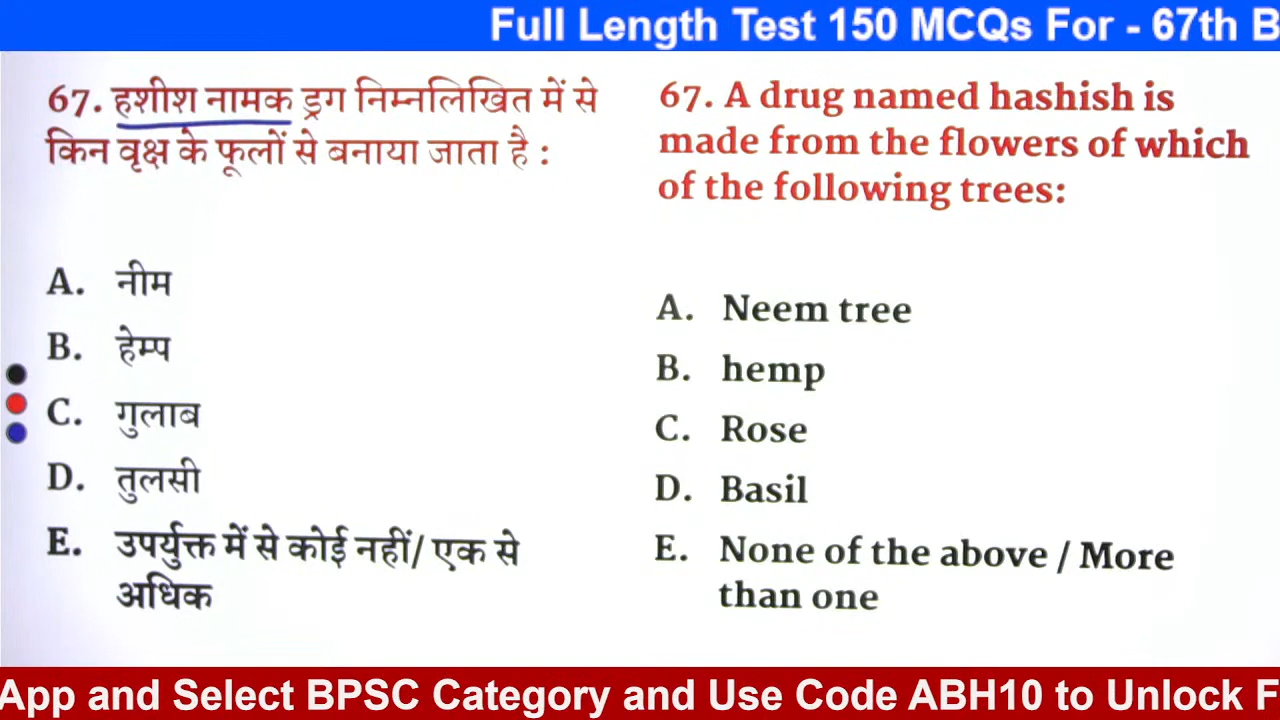 Full Length Test 150 MCQs For - 67th B
67. हशीश नामक ड्रग निम्नलिखित में से
किन वृक्ष के फूलों से बनाया जाता है :
A. नीम
B. हेम्प
C. गुलाब
D. तुलसी
E. उपर्युक्त में से कोई नहीं/ एक से
अधिक
67. A drug named hashish is
made from the flowers of which
of the following trees:
A. Neem tree
B. hemp
C. Rose
D. Basil
E. None of the above / More
than one
App and Select BPSC Category and Use Code ABH10 to Unlock F